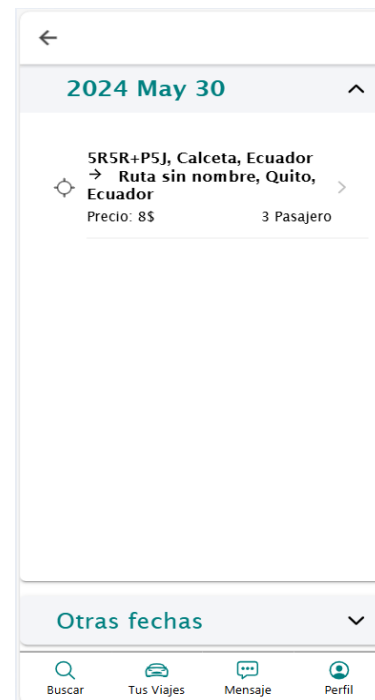 2024 May 30
5R5R+P5J, Calceta, Ecuador
→ Ruta sin nombre, Quito,
Ecuador
Precio: 8$ 3 Pasajero
Otras fechas
Buscar Tus Viajes Mensaje Perfil